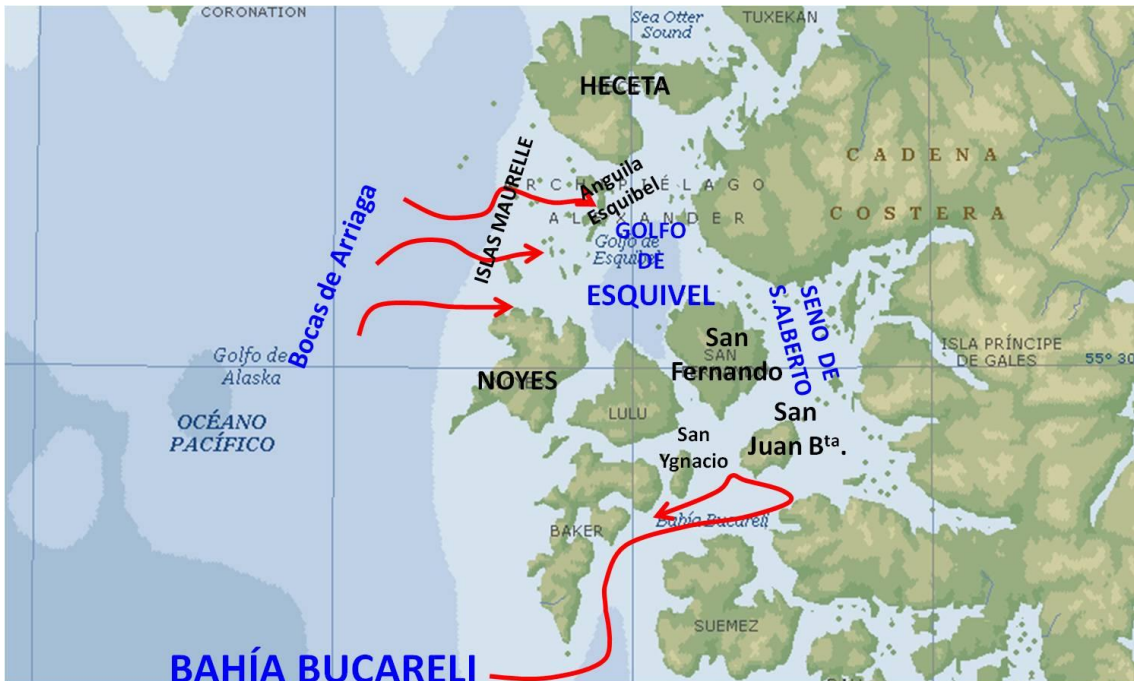 CORONATION
Sea Otter
Sound
TUXEKAN
HECETA
CADENA
COSTERA
ISLAS MAURELLE
Anguila
Esquibel
ARCHIPIÉLAGO
ALEXANDER
Golfo de
Esquibel
GOLFO
DE
ESQUIVEL
Bocas de Arriaga
SENO DE
S.ALBERTO
Golfo de
Alaska
OCÉANO
PACÍFICO
NOYES
LULU
San
Fernando
SAN
ISLA PRÍNCIPE
DE GALES
55° 30
San
Juan Bta.
San
Ygnacio
BAKER
Bahía Bucareli
SUEMEZ
BAHÍA BUCARELI